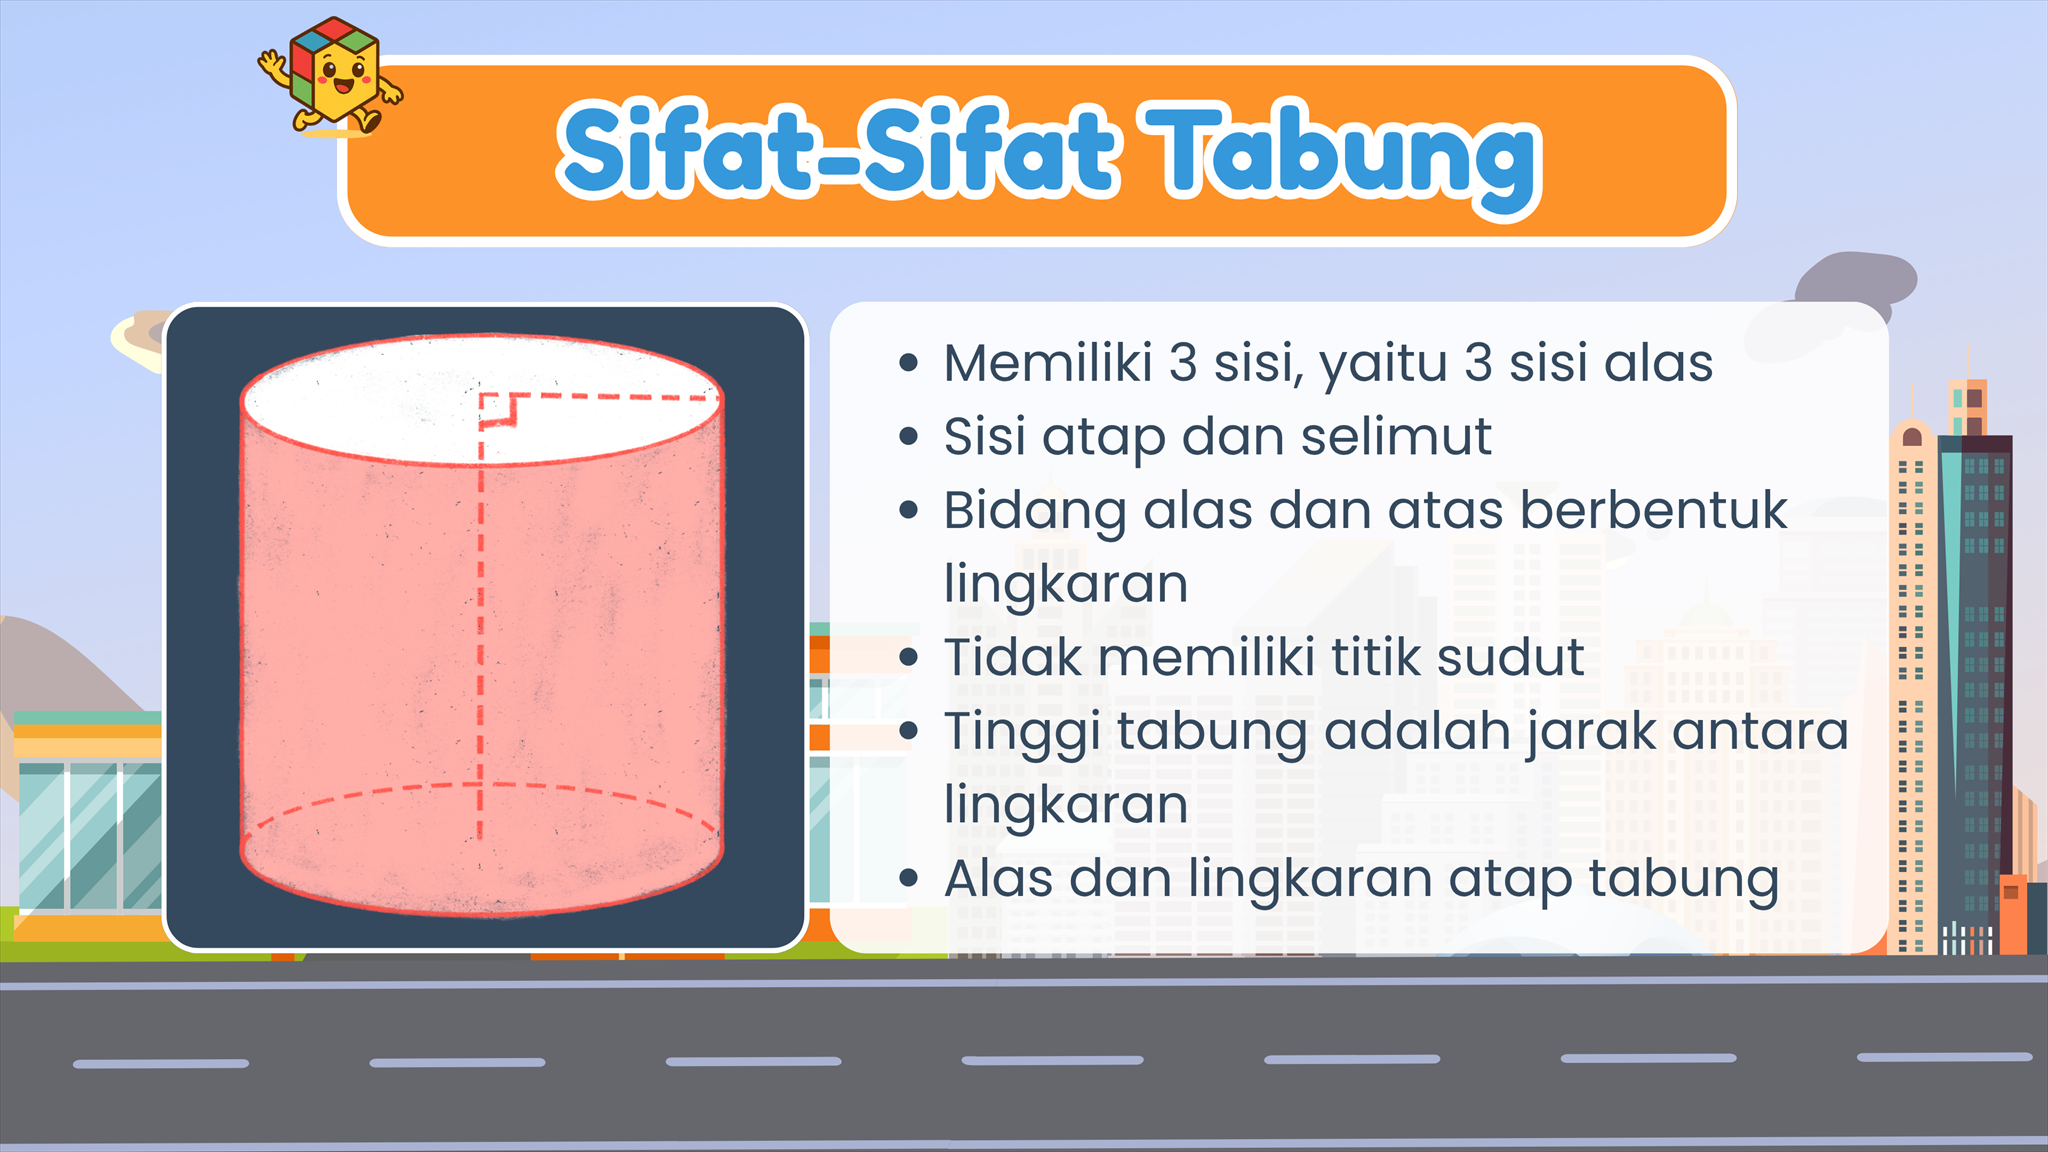 Sifat-Sifat Tabung
• Memiliki 3 sisi, yaitu 3 sisi alas
• Sisi atap dan selimut
• Bidang alas dan atas berbentuk
lingkaran
• Tidak memiliki titik sudut
• Tinggi tabung adalah jarak antara
lingkaran
• Alas dan lingkaran atap tabung